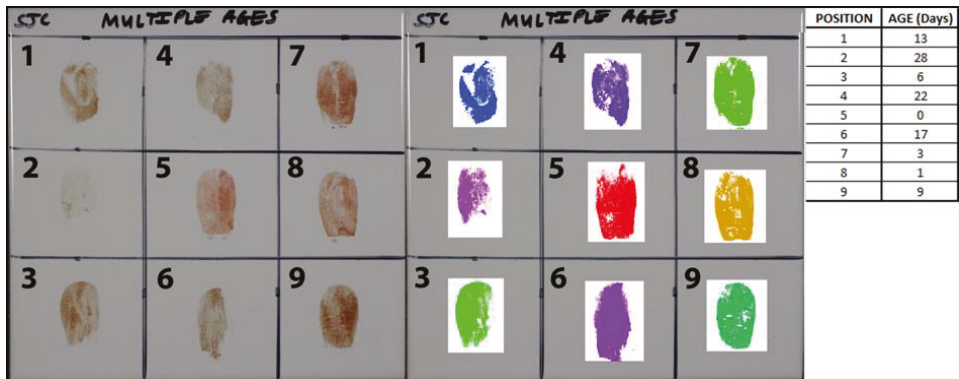 SJC MULTIPLE AGES
1 4 7
2 5 8
3 6 9
SJC MULTIPLE AGES
1 4 7
2 5 8
3 6 9
POSITION AGE (Days)
1 13
2 28
3 6
4 22
5 0
6 17
7 3
8 1
9 9